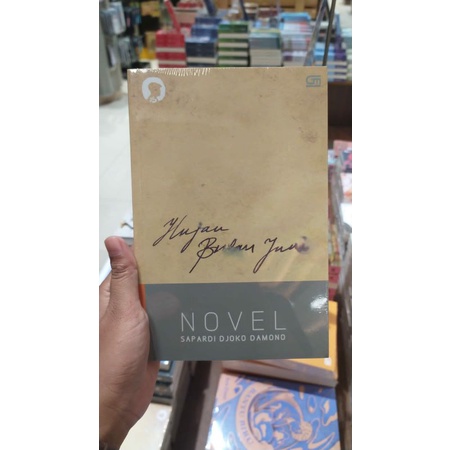 Hujan
Bulan Juni
NOVEL
SAPARDI DJOKO DAMONO